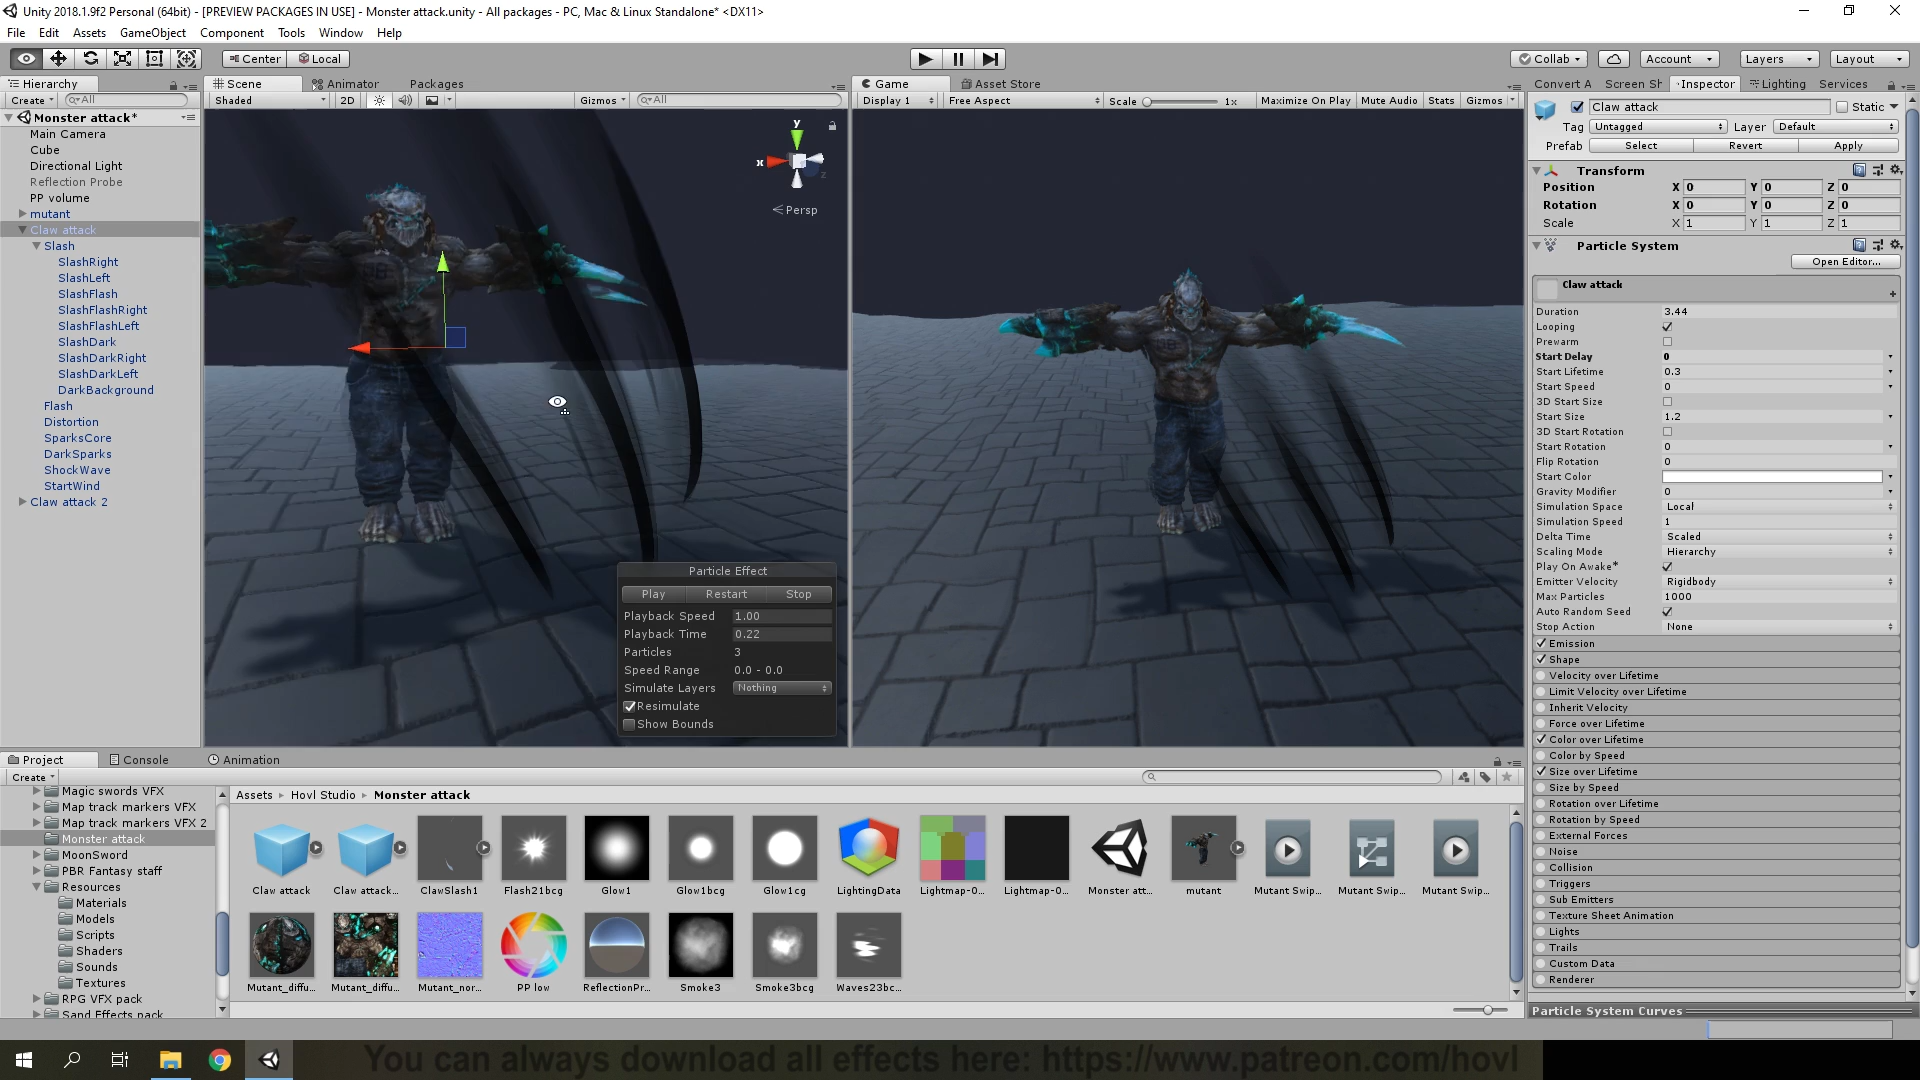 Unity 2018.1.9f2 Personal (64bit) - [PREVIEW PACKAGES IN USE] - Monster attack.unity - All packages - PC, Mac & Linux Standalone* <DX11>
File Edit Assets GameObject Component Tools Window Help
Center Local Collab Account Layers Layout
Hierarchy Scene Animator Packages Game Asset Store Convert A Screen Sh Inspector Lighting Services
Create All Shaded 2D Gizmos All Display 1 Free Aspect Scale 1x Maximize On Play Mute Audio Stats Gizmos
Claw attack Static
Tag Untagged Layer Default
Prefab Select Revert Apply
Monster attack*
Main Camera
Cube
Directional Light
Reflection Probe
PP volume
mutant
Claw attack
Slash
SlashRight
SlashLeft
SlashFlash
SlashFlashRight
SlashFlashLeft
SlashDark
SlashDarkRight
SlashDarkLeft
DarkBackground
Flash
Distortion
SparksCore
DarkSparks
ShockWave
StartWind
Claw attack 2
y
x
z
Persp
Particle Effect
Play Restart Stop
Playback Speed 1.00
Playback Time 0.22
Particles 3
Speed Range 0.0 - 0.0
Simulate Layers Nothing
Resimulate
Show Bounds
Transform
Position X 0 Y 0 Z 0
Rotation X 0 Y 0 Z 0
Scale X 1 Y 1 Z 1
Particle System
Open Editor...
Claw attack
Duration 3.44
Looping
Prewarm
Start Delay 0
Start Lifetime 0.3
Start Speed 0
3D Start Size
Start Size 1.2
3D Start Rotation
Start Rotation 0
Flip Rotation 0
Start Color
Gravity Modifier 0
Simulation Space Local
Simulation Speed 1
Delta Time Scaled
Scaling Mode Hierarchy
Play On Awake*
Emitter Velocity Rigidbody
Max Particles 1000
Auto Random Seed
Stop Action None
Emission
Shape
Velocity over Lifetime
Limit Velocity over Lifetime
Inherit Velocity
Force over Lifetime
Color over Lifetime
Color by Speed
Size over Lifetime
Size by Speed
Rotation over Lifetime
Rotation by Speed
External Forces
Noise
Collision
Triggers
Sub Emitters
Texture Sheet Animation
Lights
Trails
Custom Data
Renderer
Particle System Curves
Project Console Animation
Create
Magic swords VFX
Map track markers VFX
Map track markers VFX 2
Monster attack
MoonSword
PBR Fantasy staff
Resources
Materials
Models
Scripts
Shaders
Sounds
Textures
RPG VFX pack
Sand Effects pack
Assets Hovl Studio Monster attack
Claw attack Claw attack... ClawSlash1 Flash21bcg Glow1 Glow1bcg Glow1cg LightingData Lightmap-0... Lightmap-0... Monster att... mutant Mutant Swip... Mutant Swip... Mutant Swip...
Mutant_diffu... Mutant_diffu... Mutant_nor... PP low ReflectionPr... Smoke3 Smoke3bcg Waves23bc...
You can always download all effects here: https://www.patreon.com/hovl